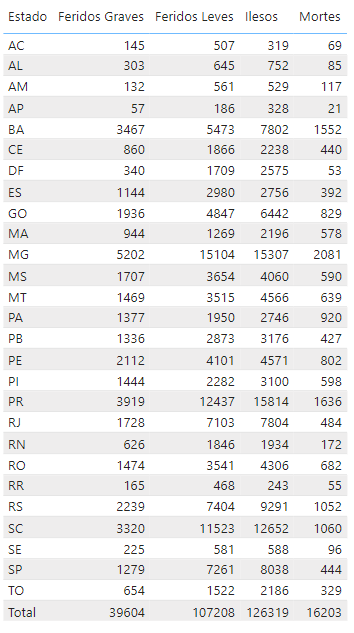 Estado Feridos Graves Feridos Leves Ilesos Mortes
AC 145 507 319 69
AL 303 645 752 85
AM 132 561 529 117
AP 57 186 328 21
BA 3467 5473 7802 1552
CE 860 1866 2238 440
DF 340 1709 2575 53
ES 1144 2980 2756 392
GO 1936 4847 6442 829
MA 944 1269 2196 578
MG 5202 15104 15307 2081
MS 1707 3654 4060 590
MT 1469 3515 4566 639
PA 1377 1950 2746 920
PB 1336 2873 3176 427
PE 2112 4101 4571 802
PI 1444 2282 3100 598
PR 3919 12437 15814 1636
RJ 1728 7103 7804 484
RN 626 1846 1934 172
RO 1474 3541 4306 682
RR 165 468 243 55
RS 2239 7404 9291 1052
SC 3320 11523 12652 1060
SE 225 581 588 96
SP 1279 7261 8038 444
TO 654 1522 2186 329
Total 39604 107208 126319 16203